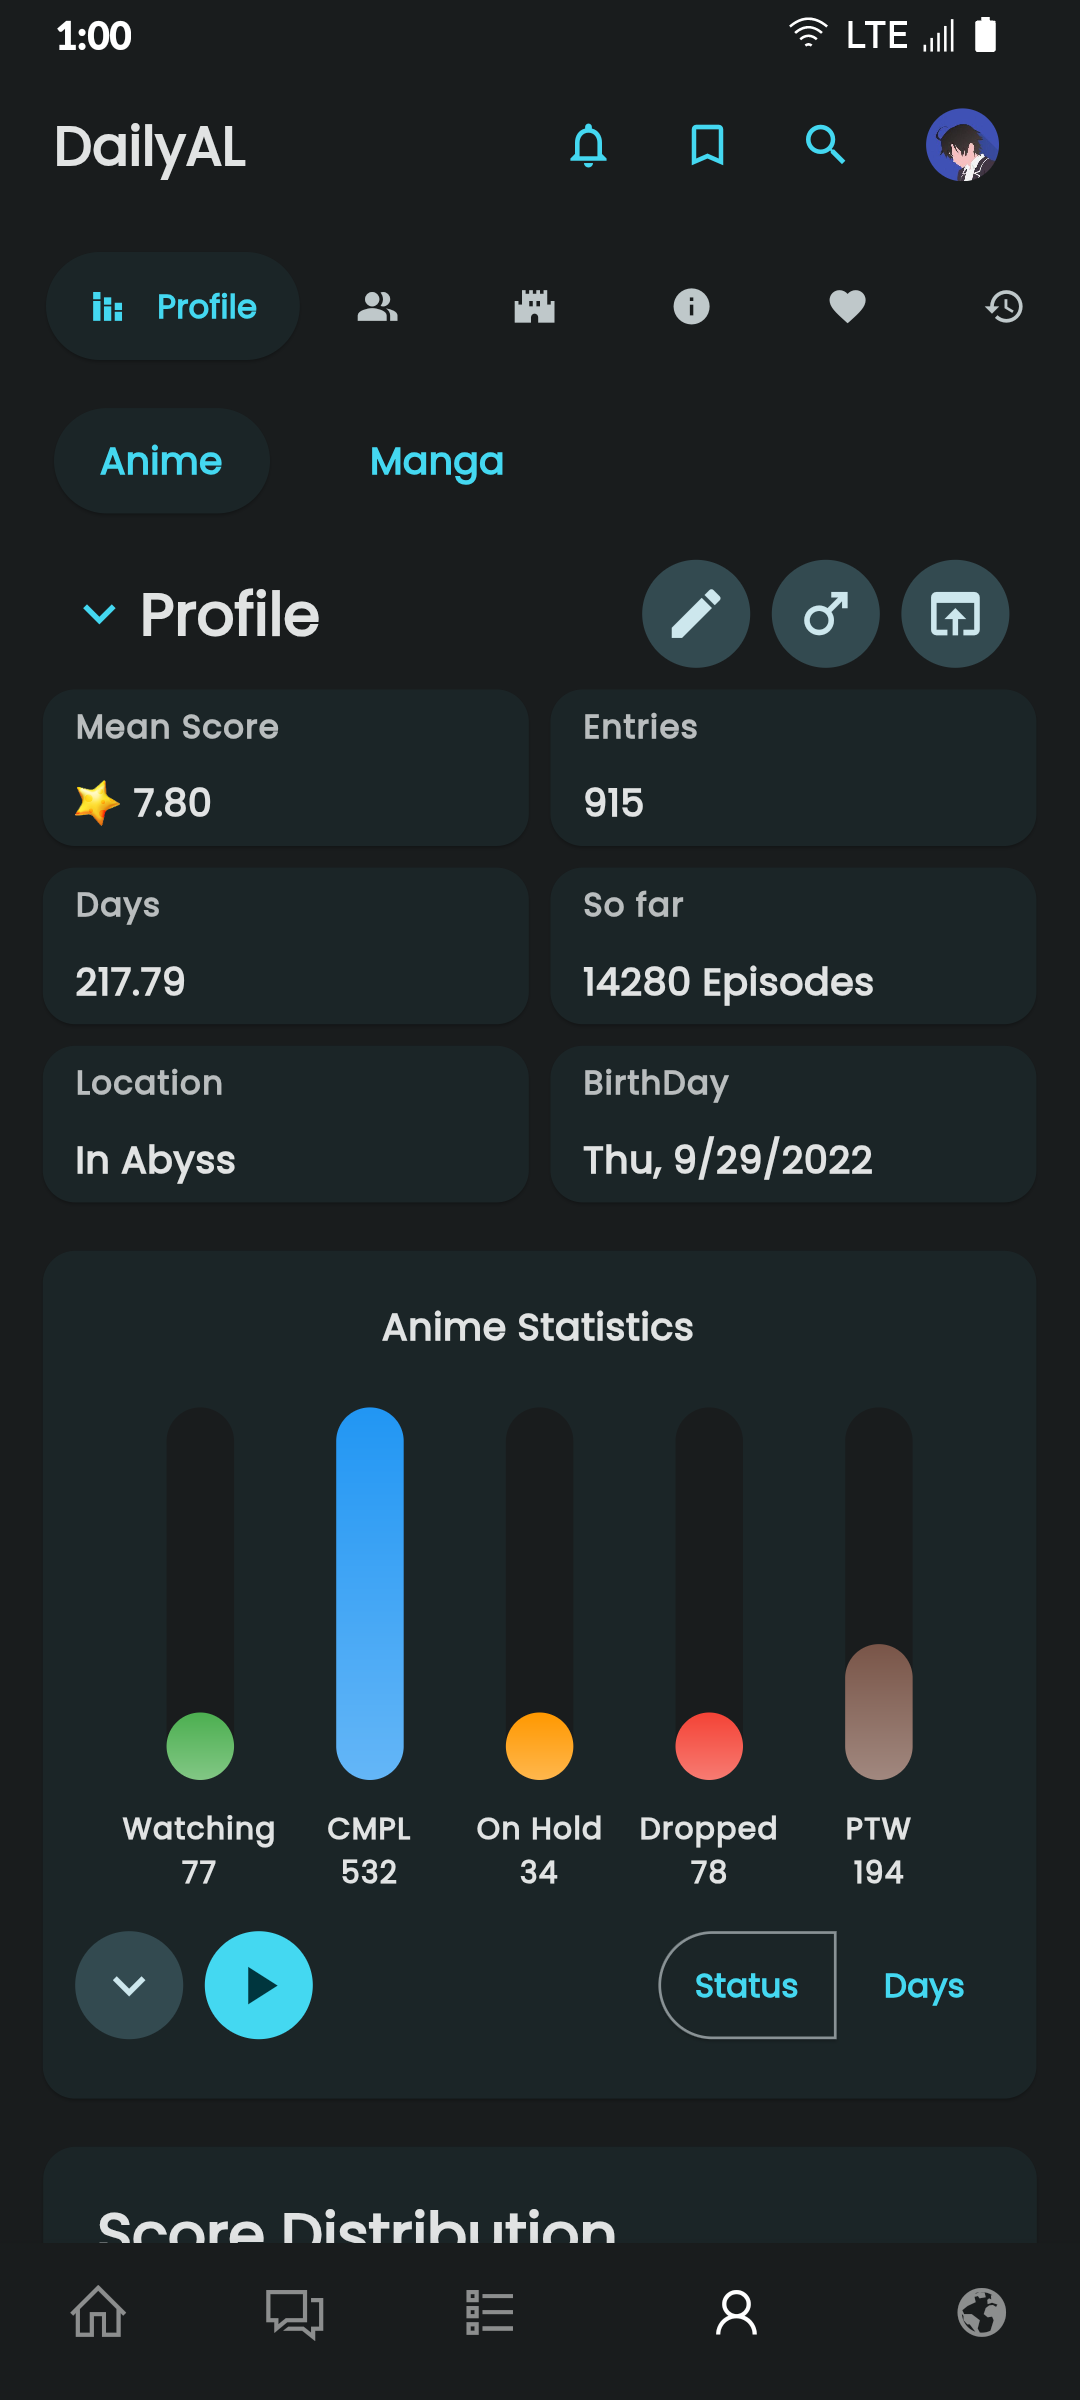 1:00
LTE
DailyAL
Profile
Anime
Manga
Profile
Mean Score
7.80
Entries
915
Days
217.79
So far
14280 Episodes
Location
In Abyss
BirthDay
Thu, 9/29/2022
Anime Statistics
Watching
77
CMPL
532
On Hold
34
Dropped
78
PTW
194
Status
Days
Score Distribution